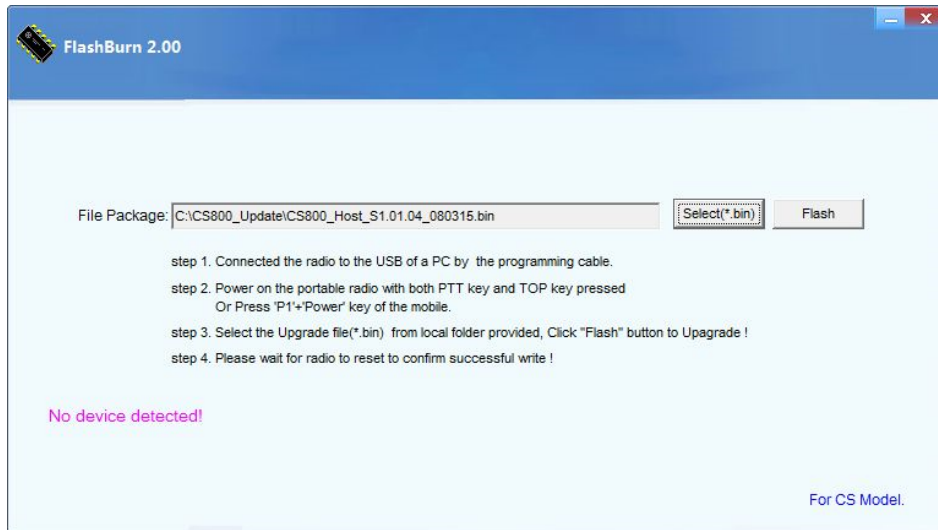 FlashBurn 2.00
File Package: C:\CS800_Update\CS800_Host_S1.01.04_080315.bin Select(*.bin) Flash
step 1. Connected the radio to the USB of a PC by the programming cable.
step 2. Power on the portable radio with both PTT key and TOP key pressed
Or Press 'P1'+'Power' key of the mobile.
step 3. Select the Upgrade file(*.bin) from local folder provided, Click "Flash" button to Upagrade !
step 4. Please wait for radio to reset to confirm successful write !
No device detected!
For CS Model.